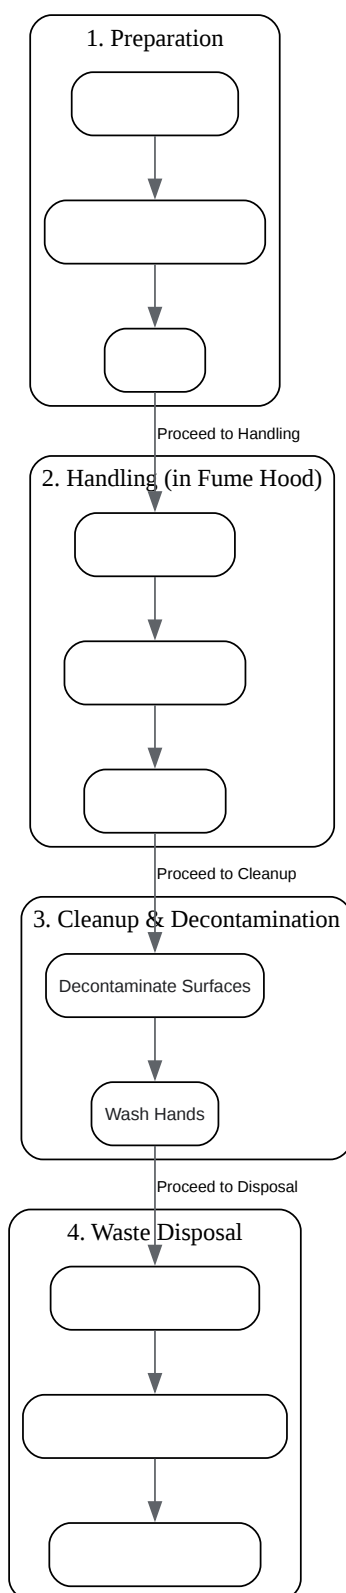 1. Preparation
Proceed to Handling
2. Handling (in Fume Hood)
Proceed to Cleanup
3. Cleanup & Decontamination
Decontaminate Surfaces
Wash Hands
Proceed to Disposal
4. Waste Disposal